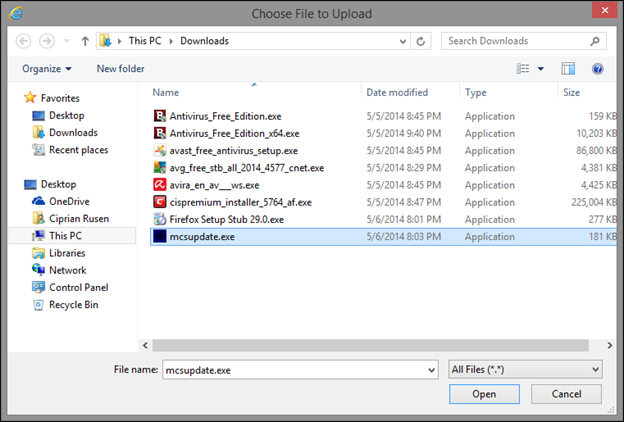 Choose File to Upload
This PC Downloads
Search Downloads
Organize New folder
Name Date modified Type Size
Favorites
Desktop
Downloads
Recent places
Desktop
OneDrive
Ciprian Rusen
This PC
Libraries
Network
Control Panel
Recycle Bin
Antivirus_Free_Edition.exe 5/5/2014 8:45 PM Application 159 KB
Antivirus_Free_Edition_x64.exe 5/5/2014 9:40 PM Application 10,203 KB
avast_free_antivirus_setup.exe 5/5/2014 8:45 PM Application 86,800 KB
avg_free_stb_all_2014_4577_cnet.exe 5/5/2014 8:29 PM Application 4,381 KB
avira_en_av___ws.exe 5/5/2014 8:45 PM Application 4,425 KB
cispremium_installer_5764_af.exe 5/5/2014 8:47 PM Application 225,004 KB
Firefox Setup Stub 29.0.exe 5/6/2014 8:01 PM Application 277 KB
mcsupdate.exe 5/6/2014 8:03 PM Application 181 KB
File name: mcsupdate.exe All Files (*.*)
Open Cancel